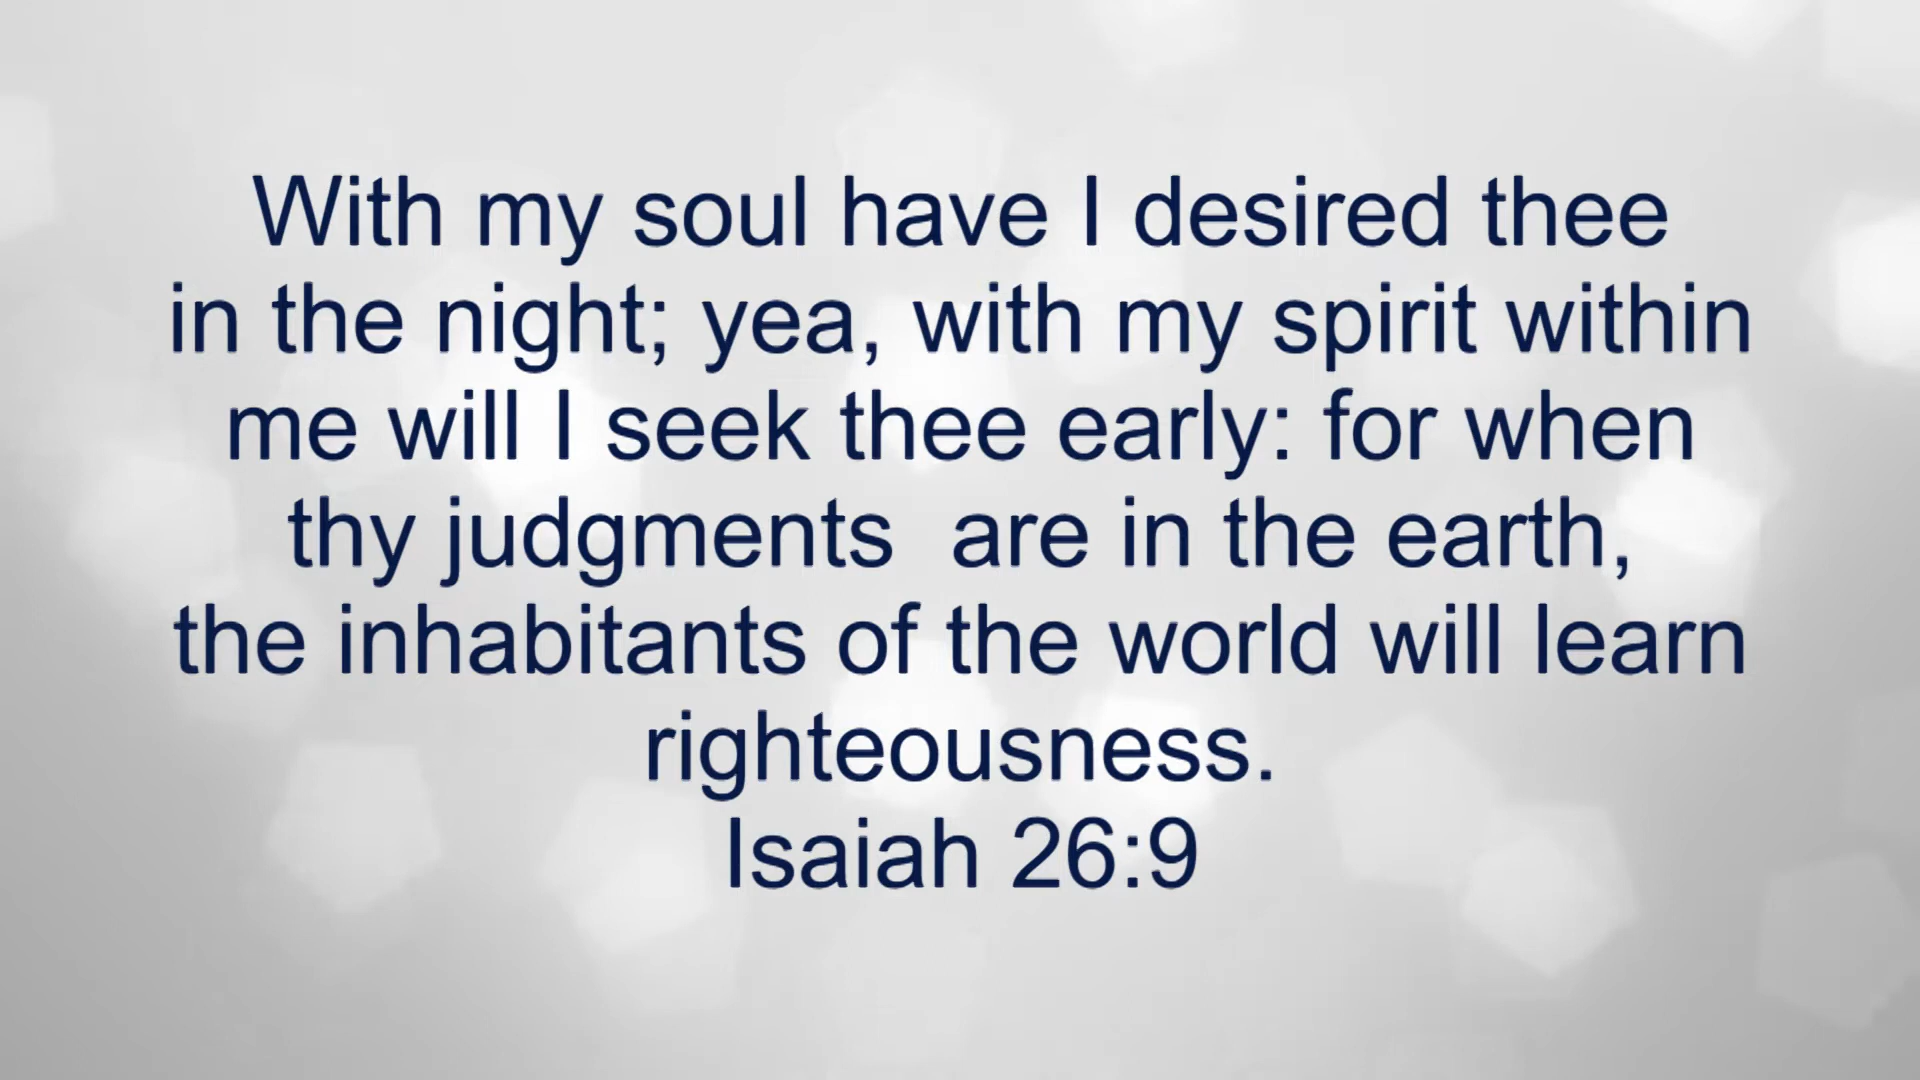 With my soul have I desired thee
in the night; yea, with my spirit within
me will I seek thee early: for when
thy judgments  are in the earth,
the inhabitants of the world will learn
righteousness.
Isaiah 26:9